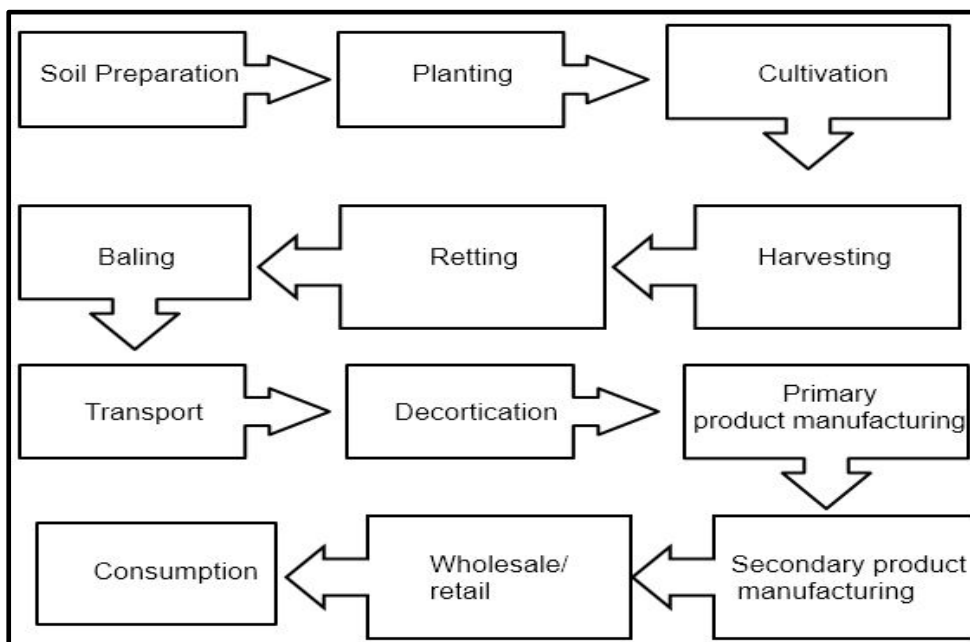 Soil Preparation
Planting
Cultivation
Harvesting
Retting
Baling
Transport
Decortication
Primary
product manufacturing
Secondary product
manufacturing
Wholesale/
retail
Consumption